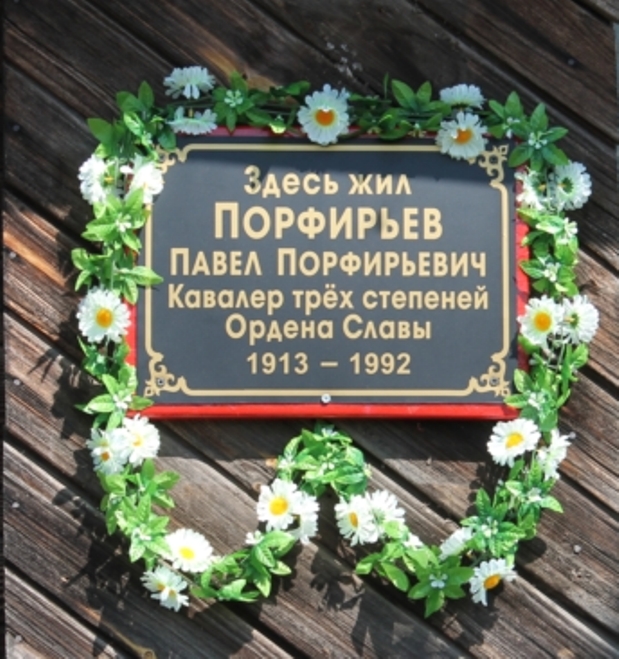 Здесь жил
ПОРФИРЬЕВ
ПАВЕЛ ПОРФИРЬЕВИЧ
Кавалер трёх степеней
Ордена Славы
1913 – 1992